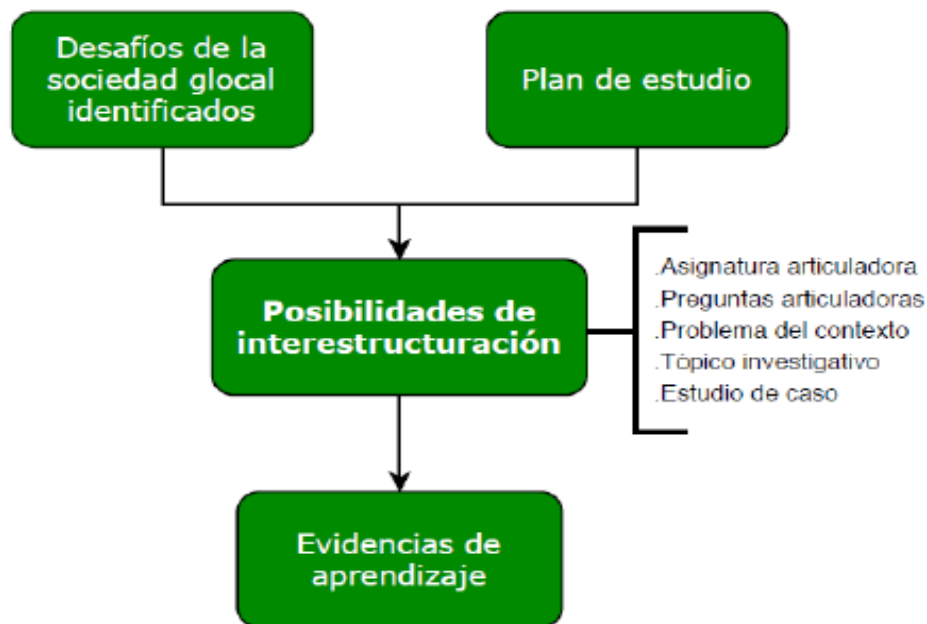 Desafíos de la
sociedad glocal
identificados
Plan de estudio
Posibilidades de
interestructuración
.Asignatura articuladora
.Preguntas articuladoras
.Problema del contexto
.Tópico investigativo
.Estudio de caso
Evidencias de
aprendizaje